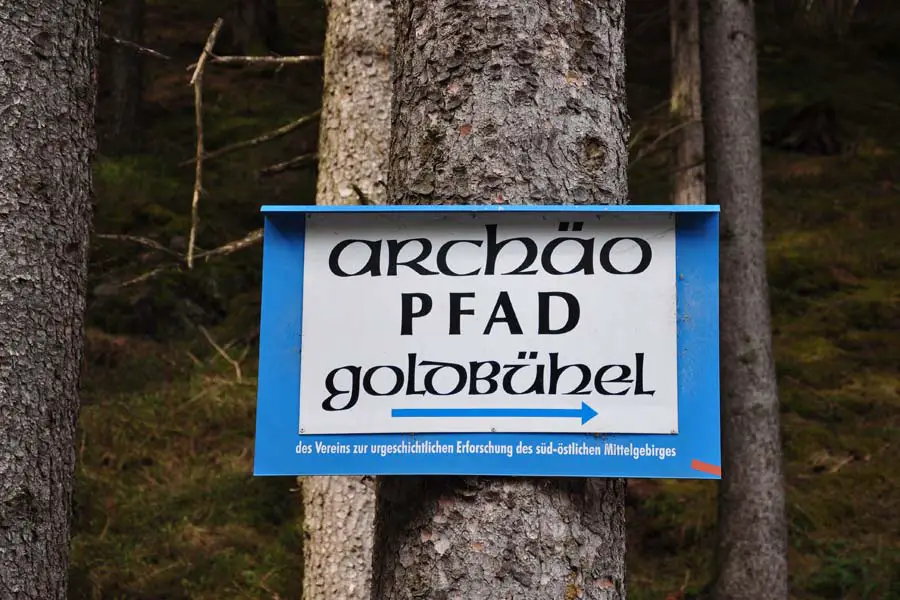 archäo
PFAD
goldbühel
des Vereins zur urgeschichtlichen Erforschung des süd-östlichen Mittelgebirges